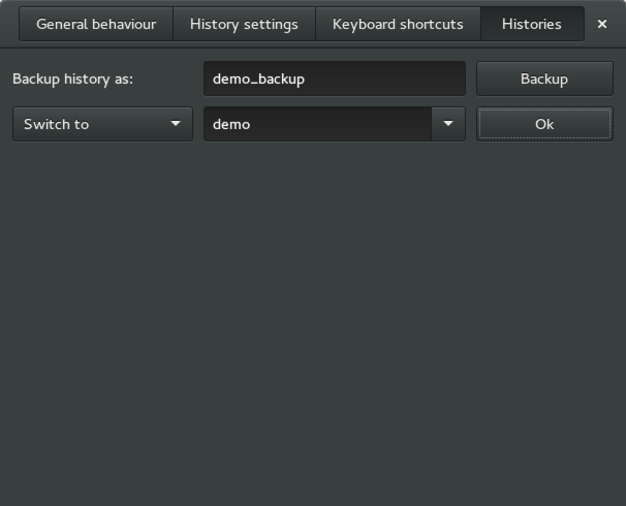 General behaviour History settings Keyboard shortcuts Histories ×
Backup history as: demo_backup Backup
Switch to demo Ok